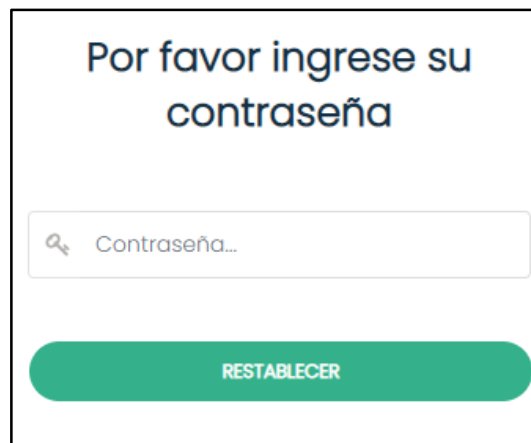 Por favor ingrese su
contraseña
Contraseña...
RESTABLECER